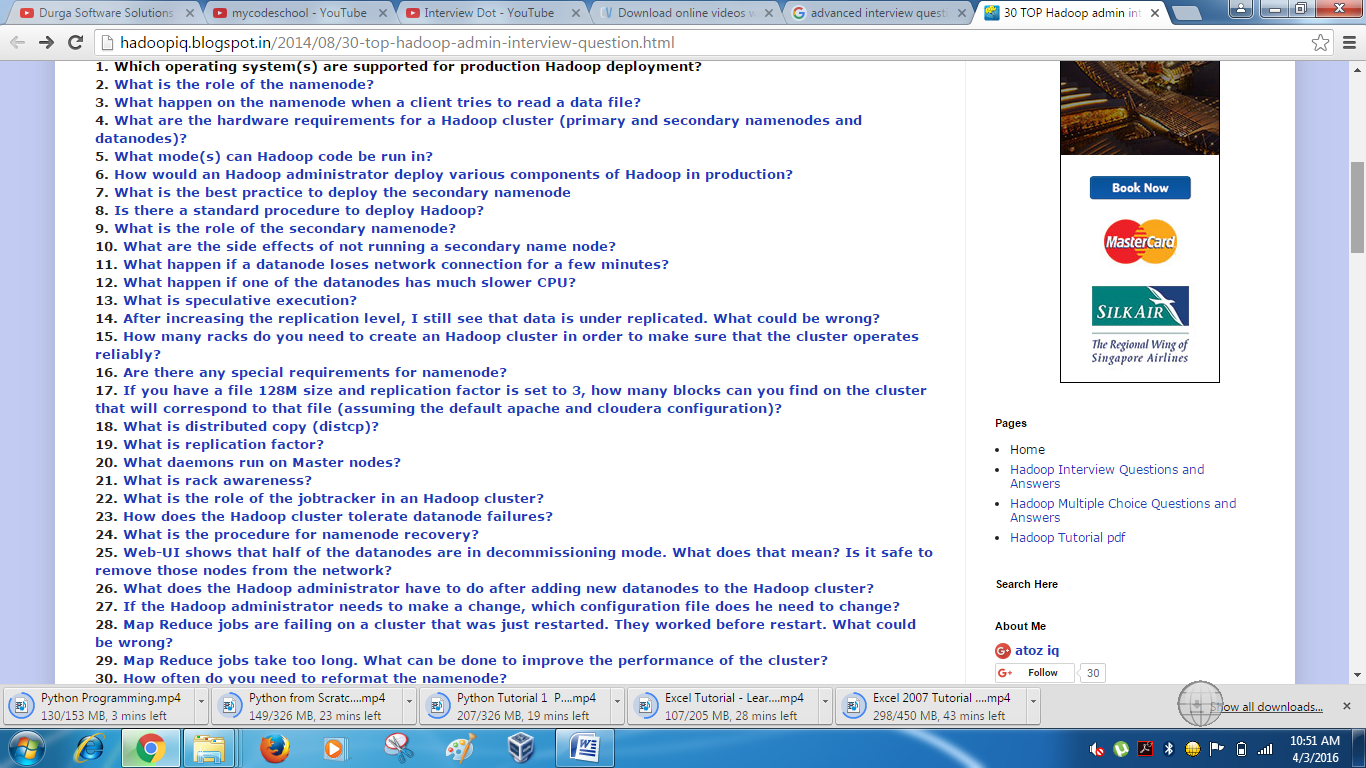 Durga Software Solutions
mycodeschool - YouTube
Interview Dot - YouTube
Download online videos w
advanced interview quest
30 TOP Hadoop admin int
hadoopiq.blogspot.in/2014/08/30-top-hadoop-admin-interview-question.html
1. Which operating system(s) are supported for production Hadoop deployment?
2. What is the role of the namenode?
3. What happen on the namenode when a client tries to read a data file?
4. What are the hardware requirements for a Hadoop cluster (primary and secondary namenodes and
datanodes)?
5. What mode(s) can Hadoop code be run in?
6. How would an Hadoop administrator deploy various components of Hadoop in production?
7. What is the best practice to deploy the secondary namenode
8. Is there a standard procedure to deploy Hadoop?
9. What is the role of the secondary namenode?
10. What are the side effects of not running a secondary name node?
11. What happen if a datanode loses network connection for a few minutes?
12. What happen if one of the datanodes has much slower CPU?
13. What is speculative execution?
14. After increasing the replication level, I still see that data is under replicated. What could be wrong?
15. How many racks do you need to create an Hadoop cluster in order to make sure that the cluster operates
reliably?
16. Are there any special requirements for namenode?
17. If you have a file 128M size and replication factor is set to 3, how many blocks can you find on the cluster
that will correspond to that file (assuming the default apache and cloudera configuration)?
18. What is distributed copy (distcp)?
19. What is replication factor?
20. What daemons run on Master nodes?
21. What is rack awareness?
22. What is the role of the jobtracker in an Hadoop cluster?
23. How does the Hadoop cluster tolerate datanode failures?
24. What is the procedure for namenode recovery?
25. Web-UI shows that half of the datanodes are in decommissioning mode. What does that mean? Is it safe to
remove those nodes from the network?
26. What does the Hadoop administrator have to do after adding new datanodes to the Hadoop cluster?
27. If the Hadoop administrator needs to make a change, which configuration file does he need to change?
28. Map Reduce jobs are failing on a cluster that was just restarted. They worked before restart. What could
be wrong?
29. Map Reduce jobs take too long. What can be done to improve the performance of the cluster?
30. How often do you need to reformat the namenode?
Book Now
MasterCard
SILKAIR
The Regional Wing of
Singapore Airlines
Pages
Home
Hadoop Interview Questions and
Answers
Hadoop Multiple Choice Questions and
Answers
Hadoop Tutorial pdf
Search Here
About Me
G+ atoz iq
G+ Follow 30
Python Programming.mp4
130/153 MB, 3 mins left
Python from Scratc....mp4
149/326 MB, 23 mins left
Python Tutorial 1 P....mp4
207/326 MB, 19 mins left
Excel Tutorial - Lear....mp4
107/205 MB, 28 mins left
Excel 2007 Tutorial ....mp4
298/450 MB, 43 mins left
Show all downloads...
10:51 AM
4/3/2016